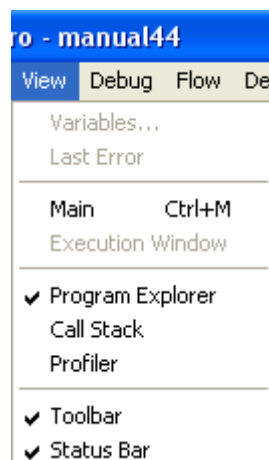 ro - manual44
View Debug Flow De
Variables...
Last Error
Main Ctrl+M
Execution Window
Program Explorer
Call Stack
Profiler
Toolbar
Status Bar